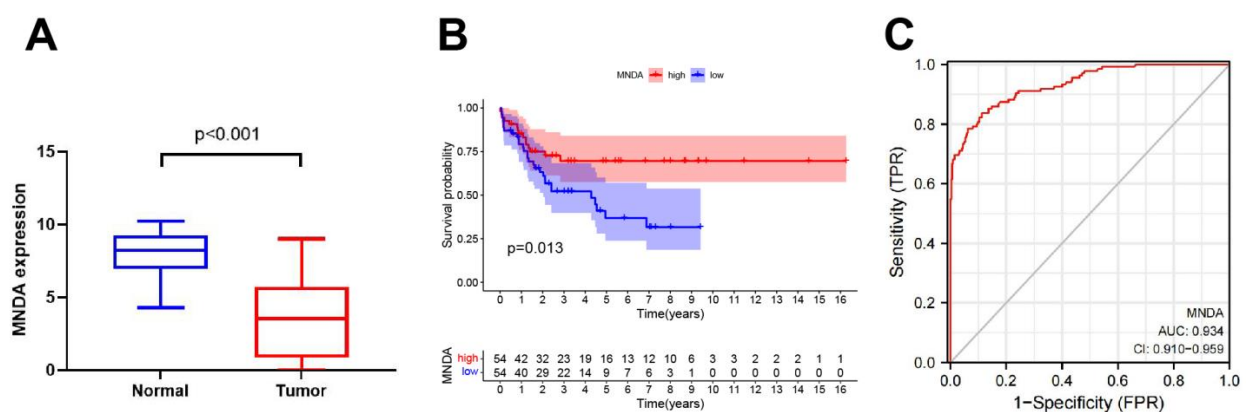 A
p<0.001
15
10
5
0
MNDA expression
Normal Tumor
B
MNDA high low
1.00
0.75
0.50
0.25
0.00
Survival probability
p=0.013
0 1 2 3 4 5 6 7 8 9 10 11 12 13 14 15 16
Time(years)
MNDA
high 54 42 32 23 19 16 13 12 10 6 3 3 2 2 2 1 1
low 54 40 29 22 14 9 7 6 3 1 0 0 0 0 0 0 0
0 1 2 3 4 5 6 7 8 9 10 11 12 13 14 15 16
Time(years)
C
1.0
0.8
0.6
0.4
0.2
0.0
Sensitivity (TPR)
MNDA
AUC: 0.934
CI: 0.910−0.959
0.0 0.2 0.4 0.6 0.8 1.0
1−Specificity (FPR)